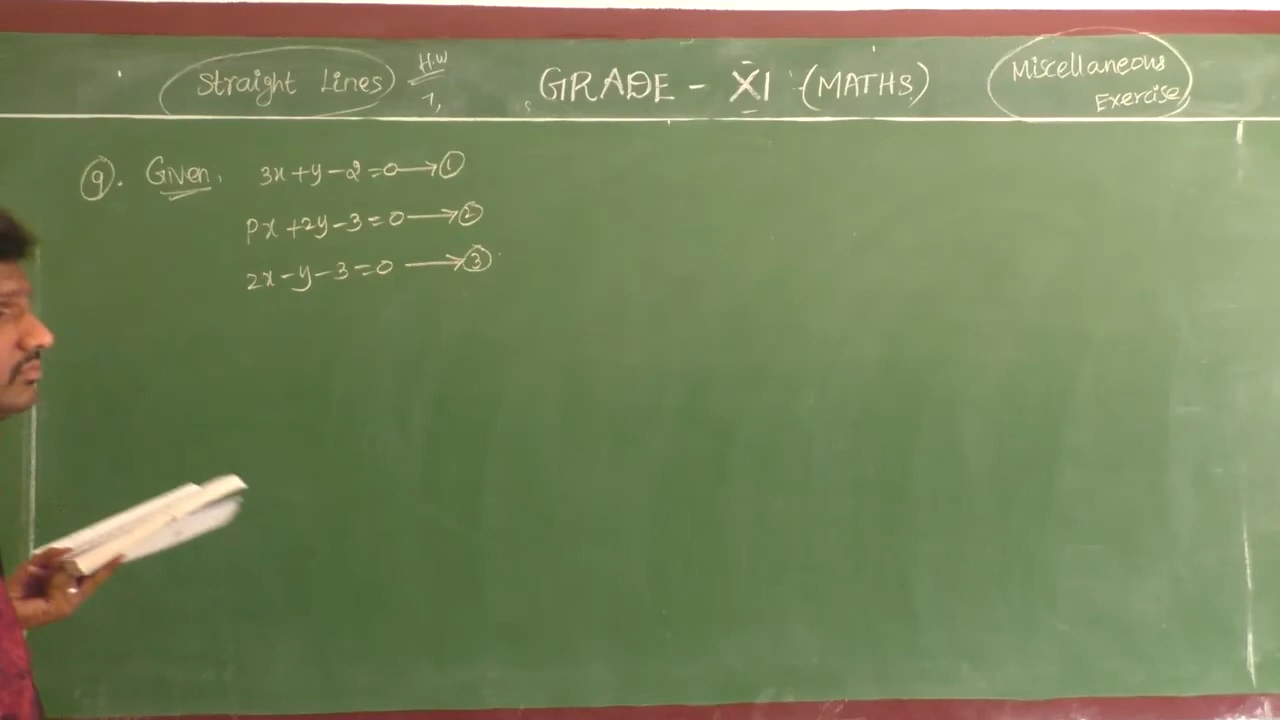 Straight Lines
H.W
7,
GRADE - XI (MATHS)
Miscellaneous
Exercise
9. Given, 3x+y-2=0→①
px+2y-3=0→②
2x-y-3=0→③